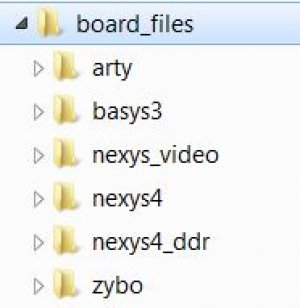 board_files
arty
basys3
nexys_video
nexys4
nexys4_ddr
zybo